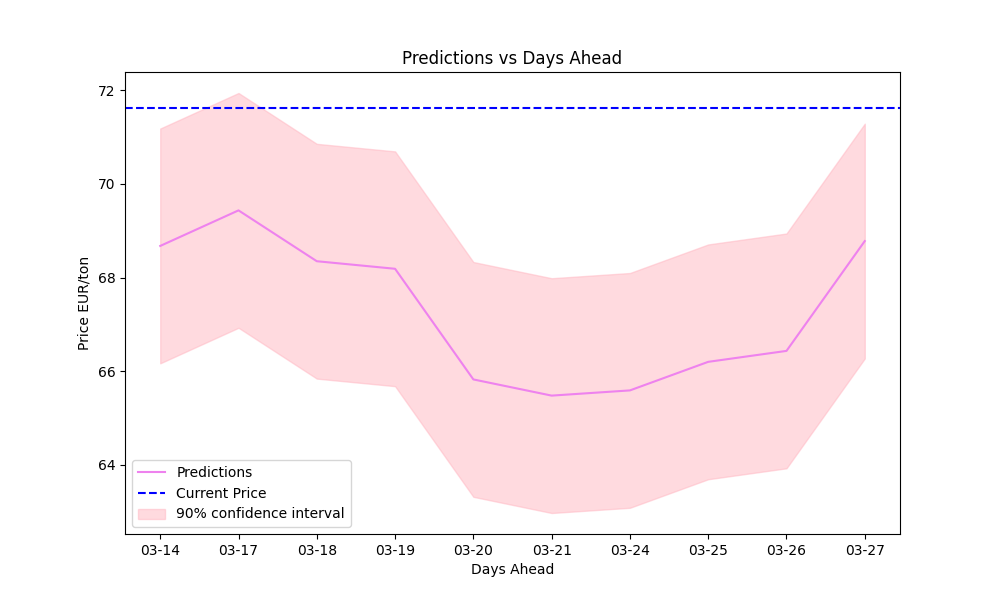 Predictions vs Days Ahead
72
70
68
66
64
Price EUR/ton
Predictions
Current Price
90% confidence interval
03-14 03-17 03-18 03-19 03-20 03-21 03-24 03-25 03-26 03-27
Days Ahead